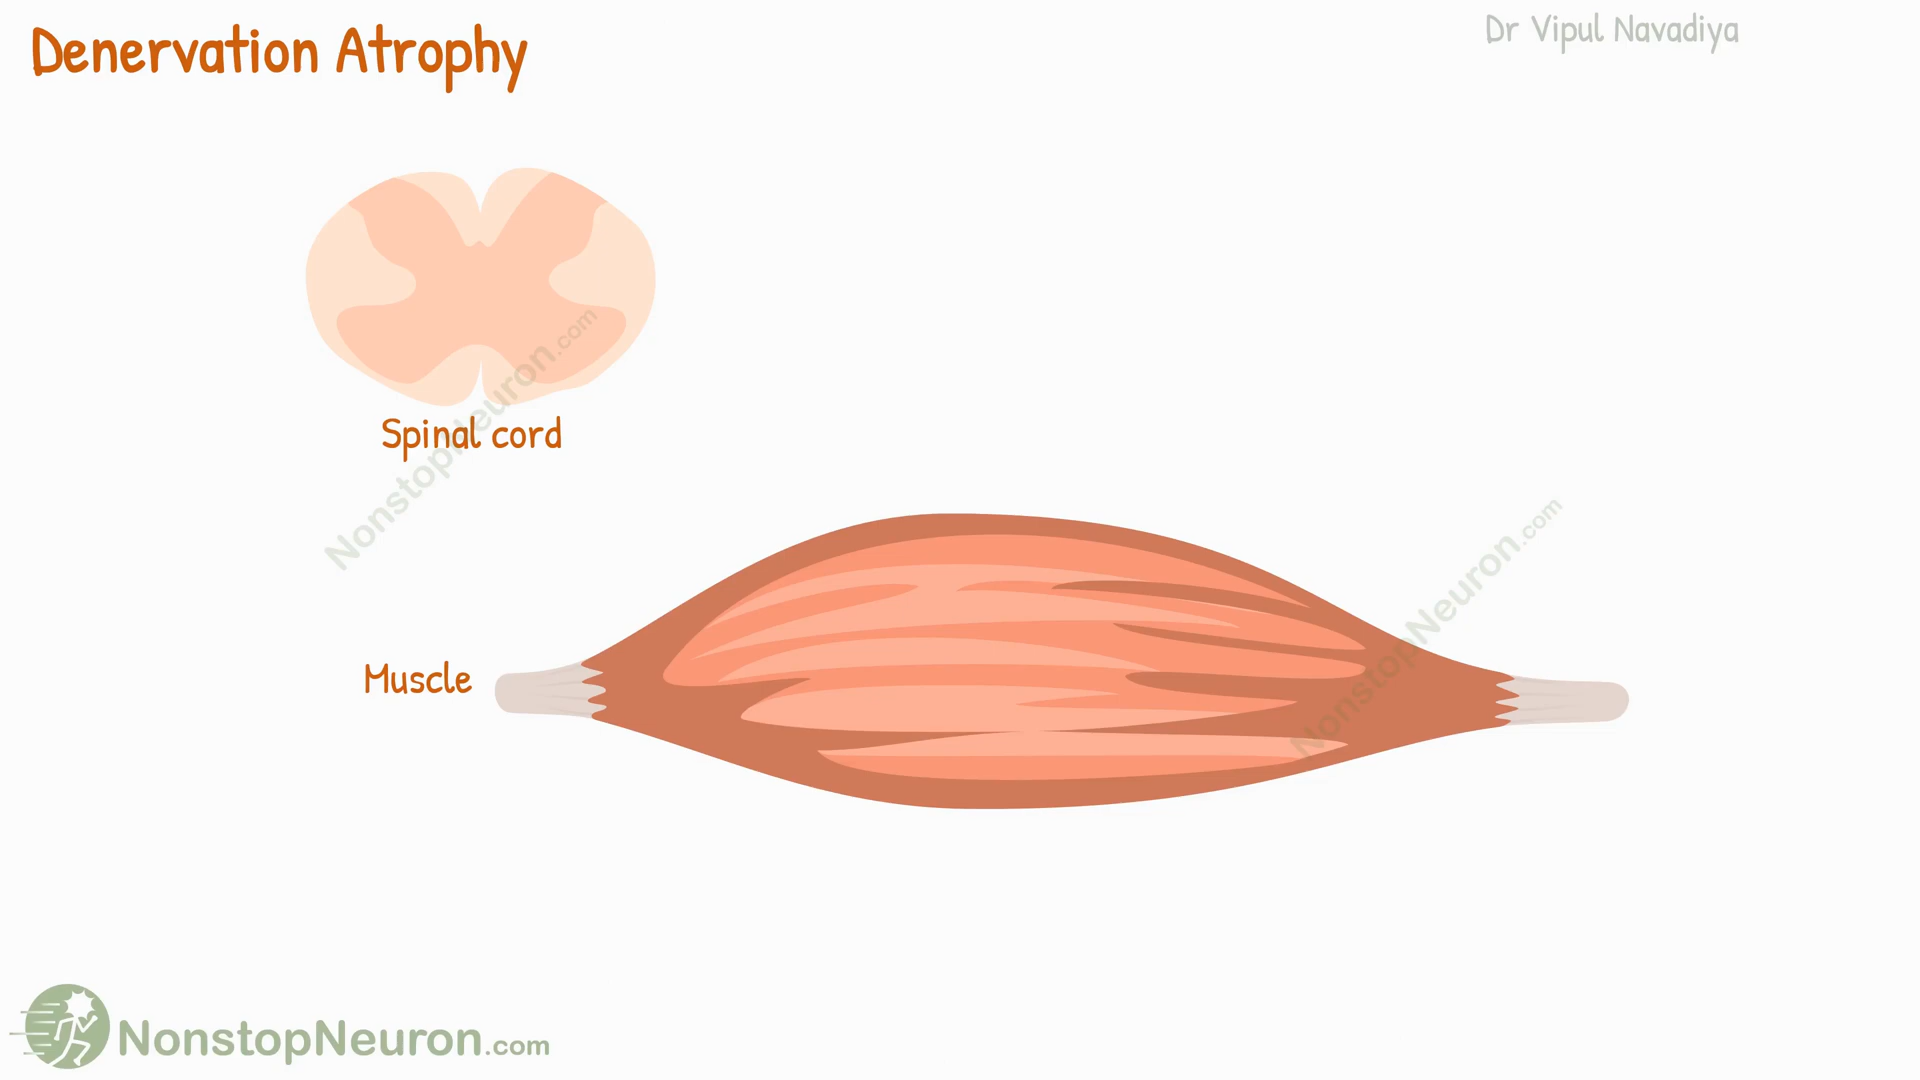 Denervation Atrophy
Dr Vipul Navadiya
Spinal cord
NonstopNeuron.com
NonstopNeuron.com
Muscle
NonstopNeuron.com